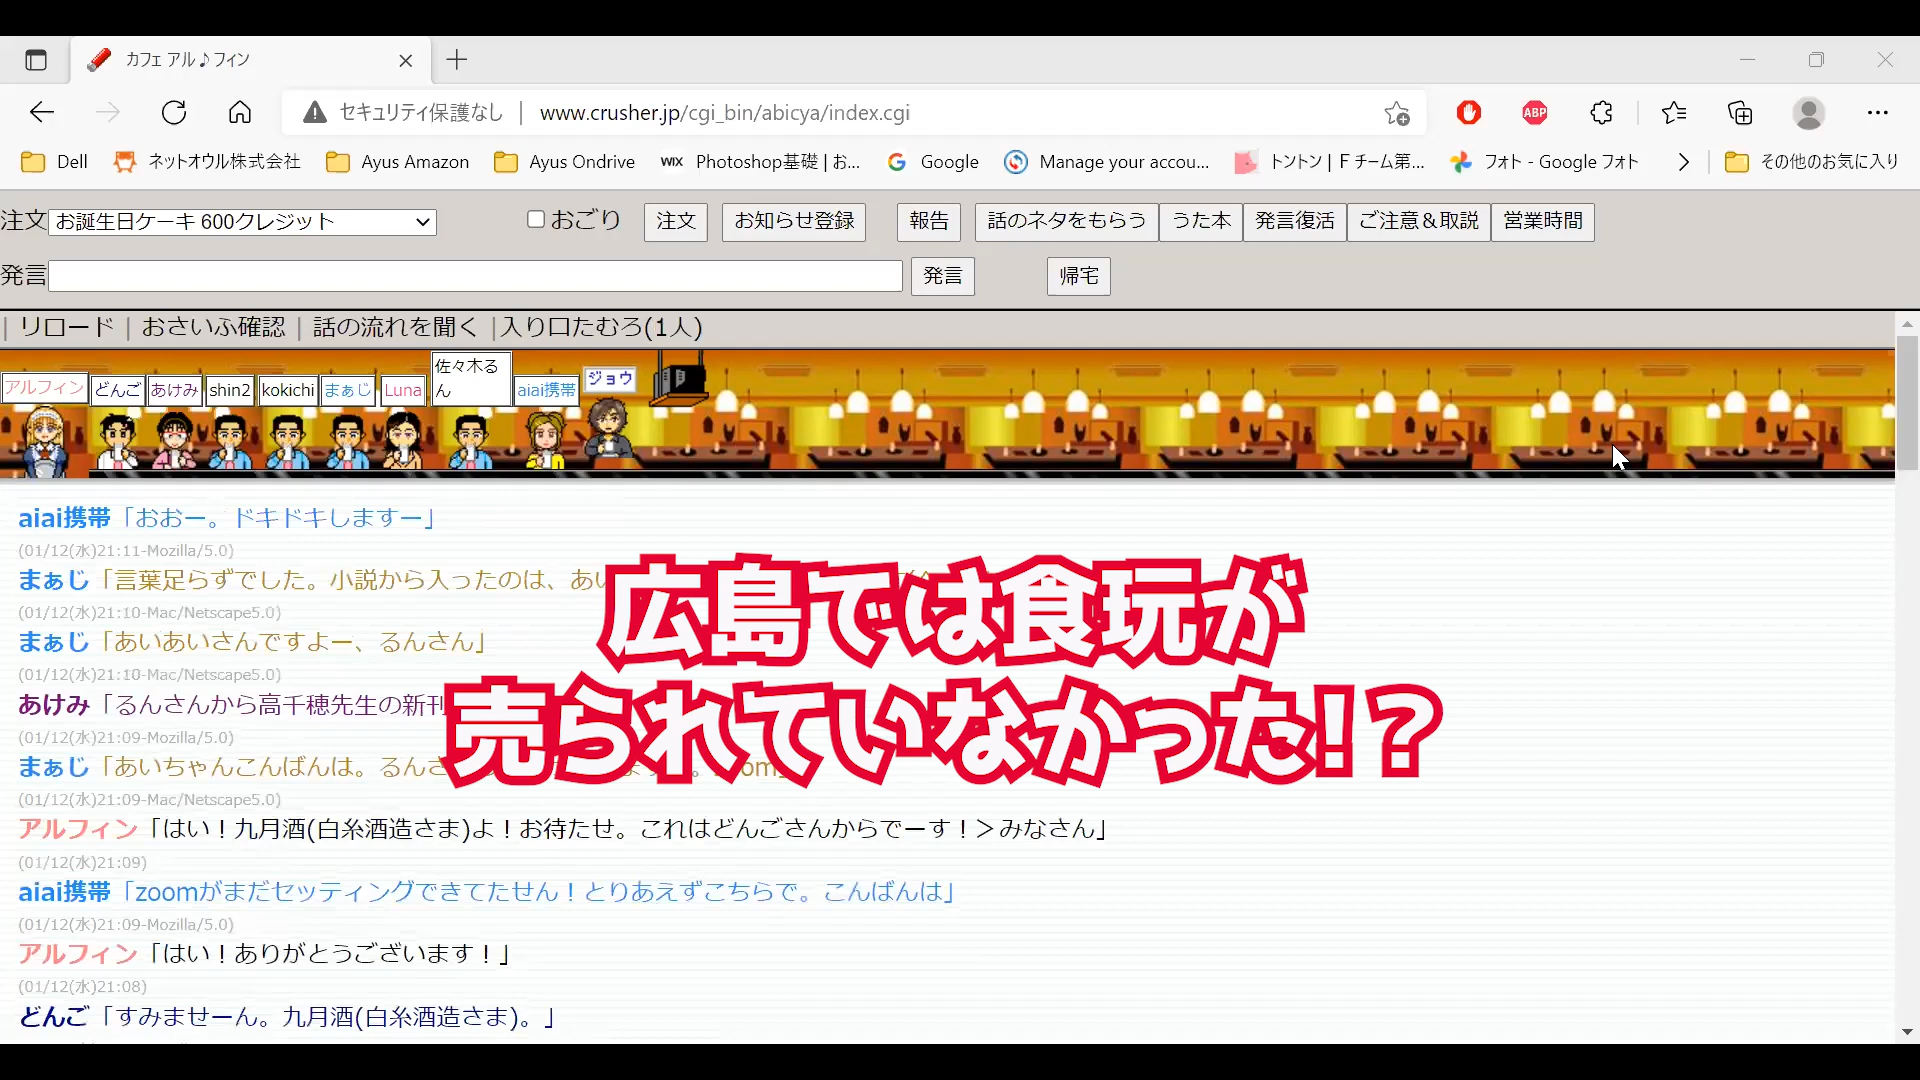 カフェ アル♪フィン
セキュリティ保護なし www.crusher.jp/cgi_bin/abicya/index.cgi
ABP
Dell ネットオウル株式会社 Ayus Amazon Ayus Ondrive WIX Photoshop基礎 | お... Google Manage your accou... トントン | F チーム第... フォト - Google フォト その他のお気に入り
注文 お誕生日ケーキ 600クレジット おごり 注文 お知らせ登録 報告 話のネタをもらう うた本 発言復活 ご注意＆取説 営業時間
発言 発言 帰宅
| リロード | おさいふ確認 | 話の流れを聞く |入り口たむろ(1人)
アルフィン どんご あけみ shin2 kokichi まぁじ Luna 佐々木るん aiai携帯 ジョウ
aiai携帯「おおー。ドキドキしますー」
(01/12(水)21:11-Mozilla/5.0)
まぁじ「言葉足らずでした。小説から入ったのは、あい
(01/12(水)21:10-Mac/Netscape5.0)
広島では食玩が
まぁじ「あいあいさんですよー、るんさん」
(01/12(水)21:10-Mac/Netscape5.0)
あけみ「るんさんから高千穂先生の新刊
(01/12(水)21:09-Mozilla/5.0)
売られていなかった!？
まぁじ「あいちゃんこんばんは。るんさ
(01/12(水)21:09-Mac/Netscape5.0)
アルフィン「はい！九月酒(白糸酒造さま)よ！お待たせ。これはどんごさんからでーす！＞みなさん」
(01/12(水)21:09)
aiai携帯「zoomがまだセッティングできてたせん！とりあえずこちらで。こんばんは」
(01/12(水)21:09-Mozilla/5.0)
アルフィン「はい！ありがとうございます！」
(01/12(水)21:08)
どんご「すみませーん。九月酒(白糸酒造さま)。」